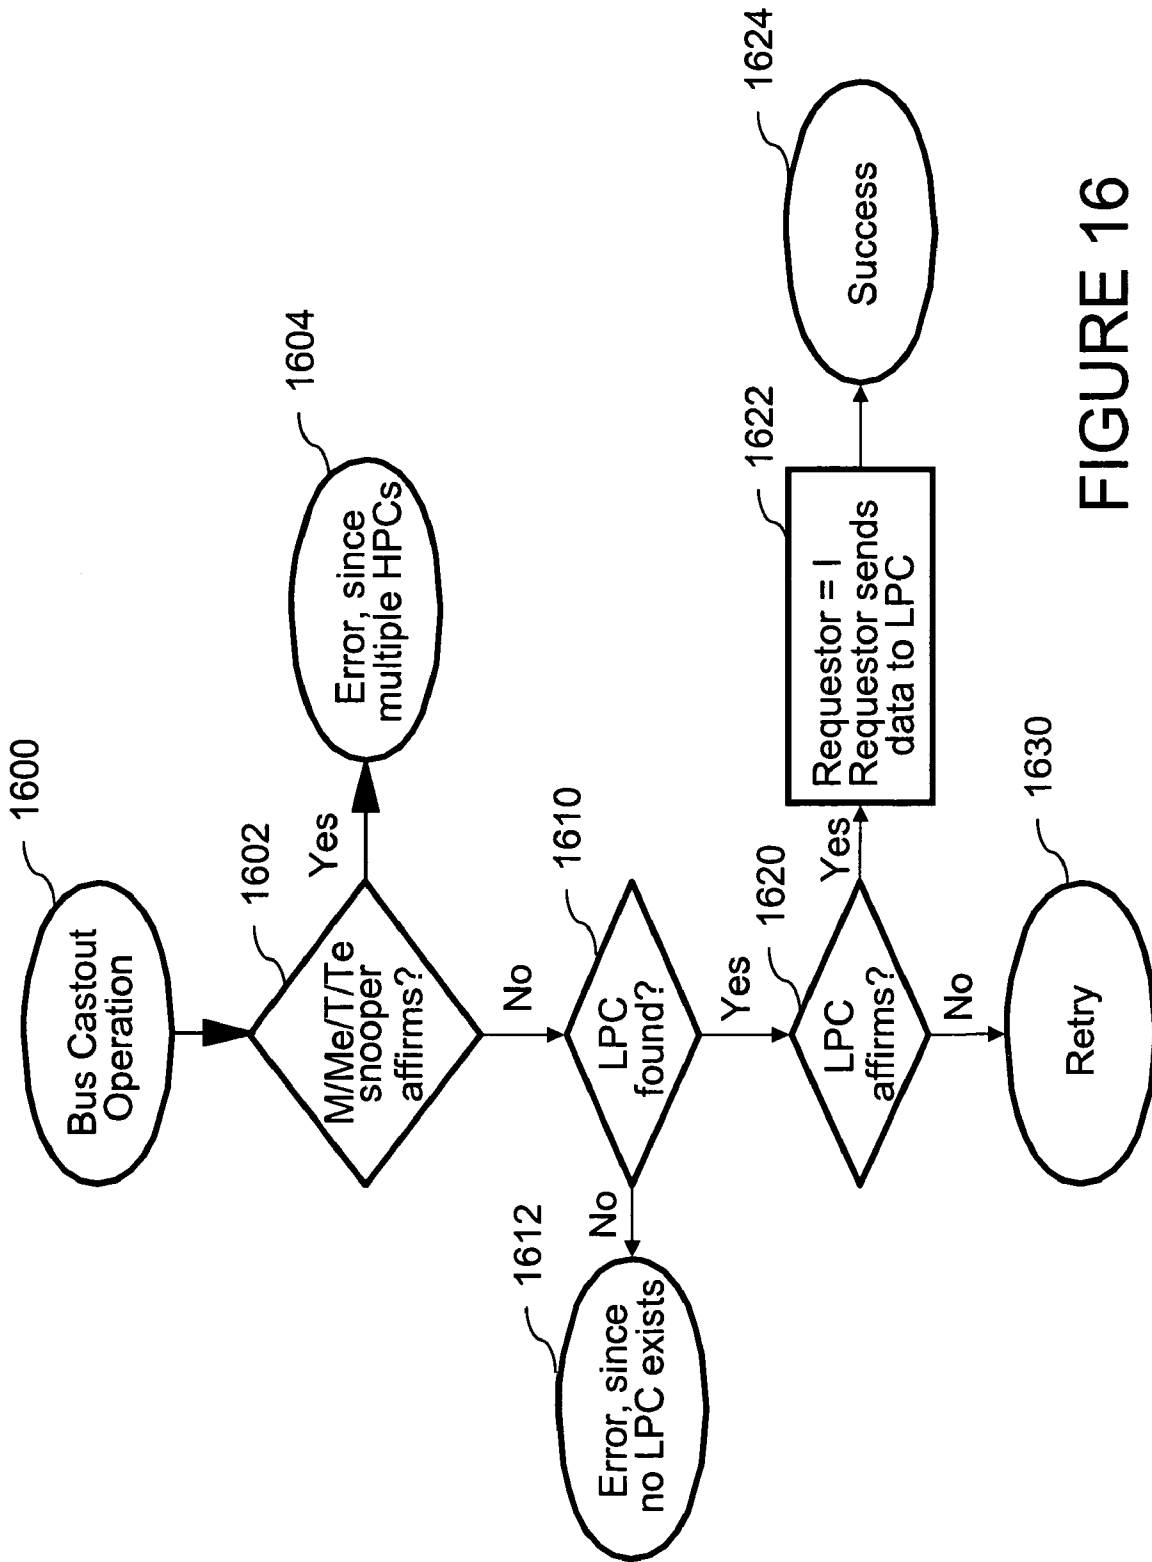 1600
Bus Castout
Operation
1602
M/Me/T/Te
snooper
affirms?
Yes
1604
Error, since
multiple HPCs
No
1610
LPC
found?
No
1612
Error, since
no LPC exists
Yes
1620
LPC
affirms?
Yes
1622
Requestor = I
Requestor sends
data to LPC
1624
Success
No
1630
Retry
FIGURE 16